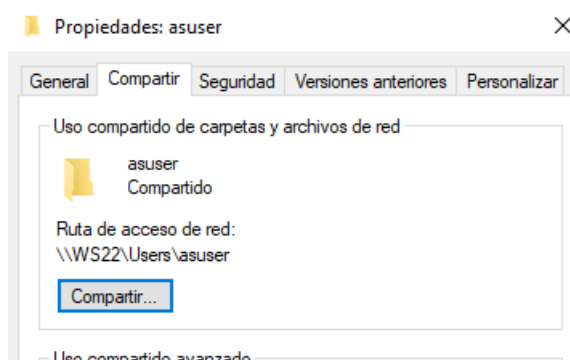 Propiedades: asuser
General Compartir Seguridad Versiones anteriores Personalizar
Uso compartido de carpetas y archivos de red
asuser
Compartido
Ruta de acceso de red:
\\WS22\Users\asuser
Compartir...
Uso compartido avanzado